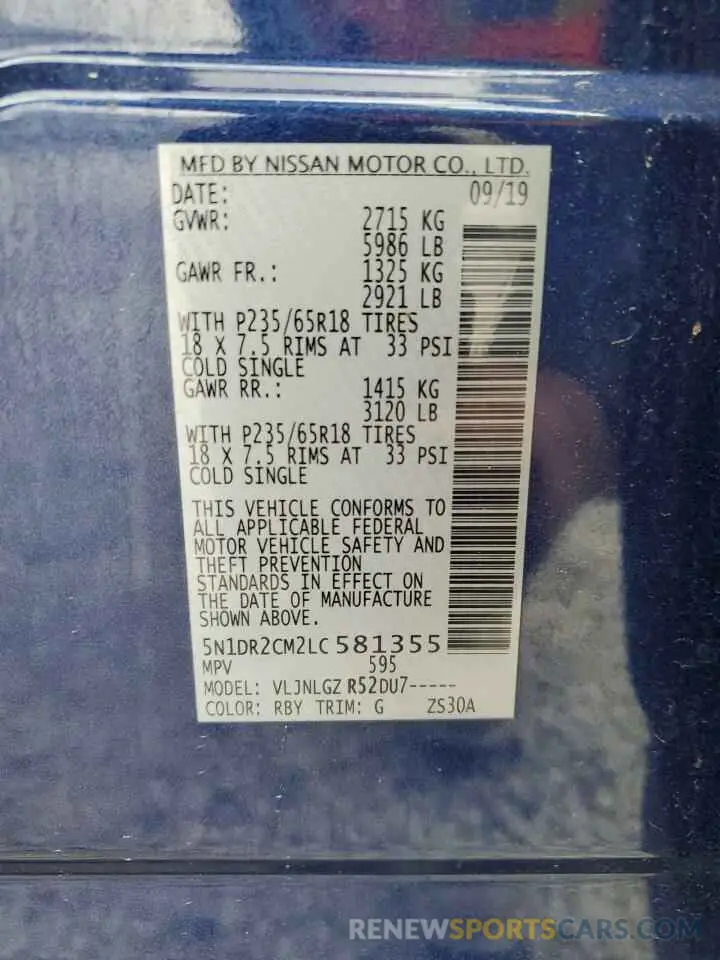 MFD BY NISSAN MOTOR CO., LTD.
DATE: 09/19
GVWR: 2715 KG
5986 LB
GAWR FR.: 1325 KG
2921 LB
WITH P235/65R18 TIRES
18 X 7.5 RIMS AT 33 PSI
COLD SINGLE
GAWR RR.: 1415 KG
3120 LB
WITH P235/65R18 TIRES
18 X 7.5 RIMS AT 33 PSI
COLD SINGLE
THIS VEHICLE CONFORMS TO
ALL APPLICABLE FEDERAL
MOTOR VEHICLE SAFETY AND
THEFT PREVENTION
STANDARDS IN EFFECT ON
THE DATE OF MANUFACTURE
SHOWN ABOVE.
5N1DR2CM2LC581355
MPV 595
MODEL: VLJNLGZ R52DU7-----
COLOR: RBY TRIM: G ZS30A
RENEWSPORTSCARS.COM